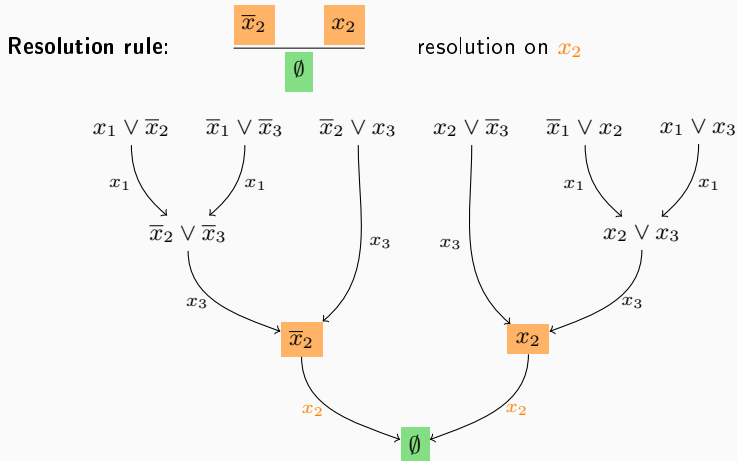 x̅₂ x₂
Resolution rule: resolution on x₂
∅
x₁ ∨ x̅₂ x̅₁ ∨ x̅₃ x̅₂ ∨ x₃ x₂ ∨ x̅₃ x̅₁ ∨ x₂ x₁ ∨ x₃
x₁ x₁ x₁ x₁
x̅₂ ∨ x̅₃ x₂ ∨ x₃
x₃ x₃
x₃ x₃
x̅₂ x₂
x₂ x₂
∅